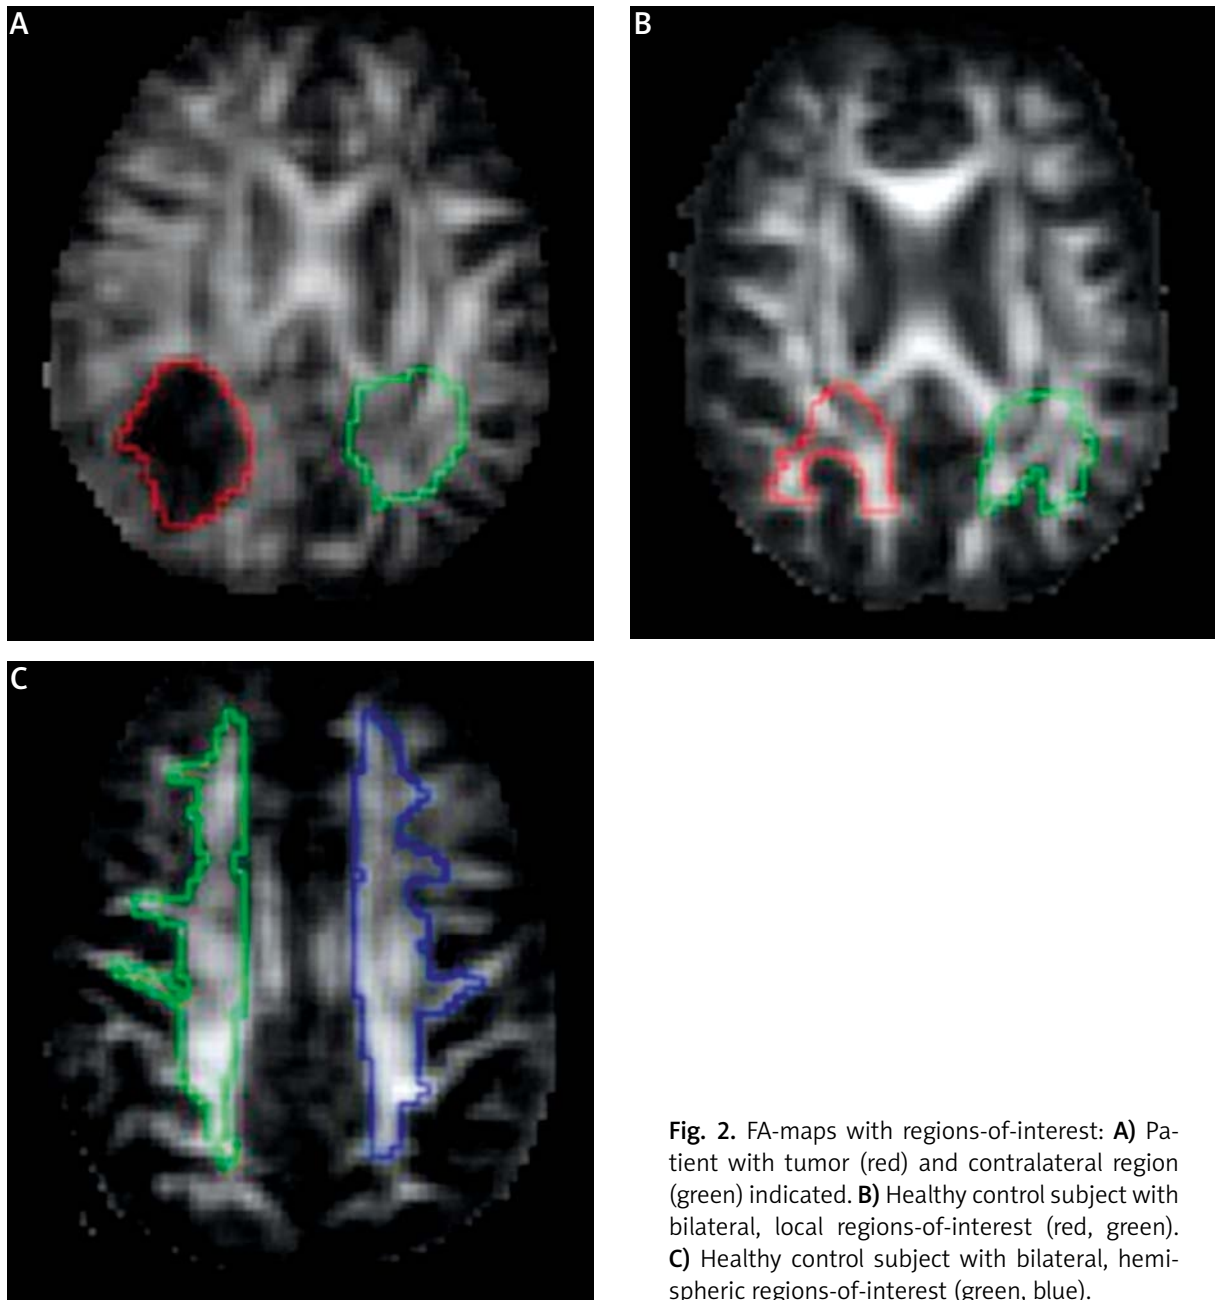 A
B
C
Fig. 2. FA-maps with regions-of-interest: A) Pa-
tient with tumor (red) and contralateral region
(green) indicated. B) Healthy control subject with
bilateral, local regions-of-interest (red, green).
C) Healthy control subject with bilateral, hemi-
spheric regions-of-interest (green, blue).